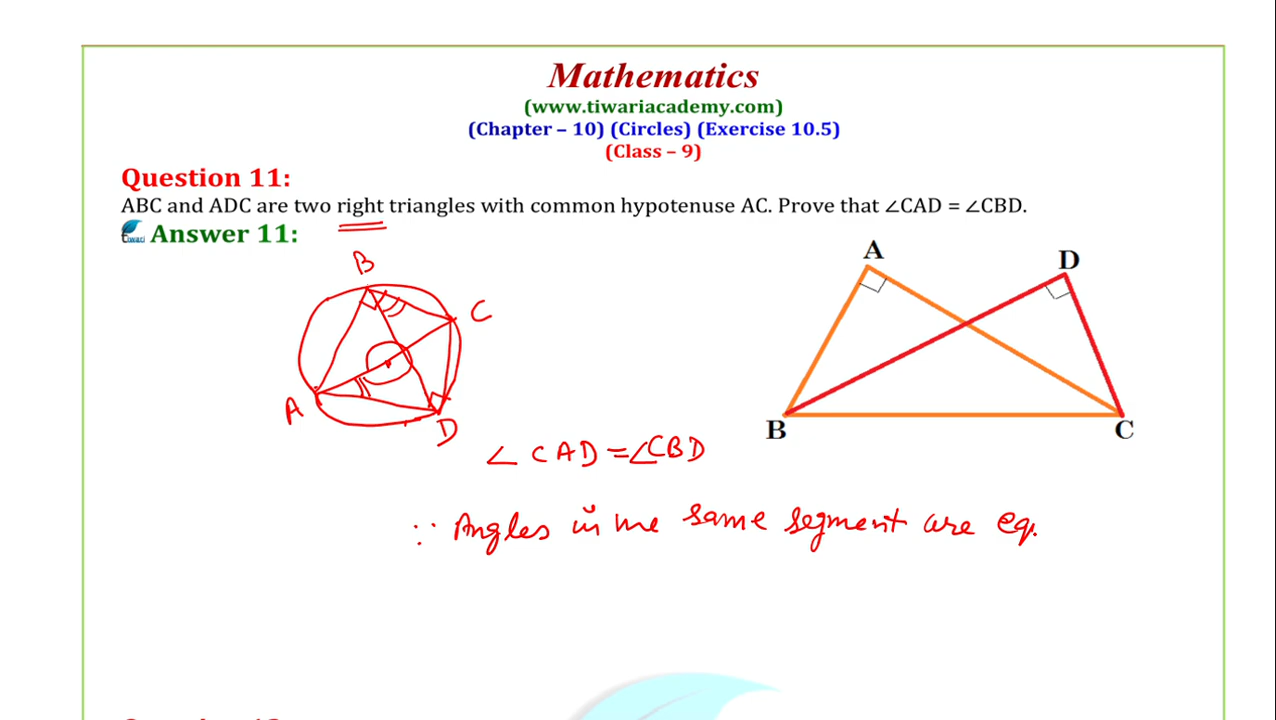 Mathematics
(www.tiwariacademy.com)
(Chapter – 10) (Circles) (Exercise 10.5)
(Class – 9)
Question 11:
ABC and ADC are two right triangles with common hypotenuse AC. Prove that ∠CAD = ∠CBD.
Answer 11:
B
C
A
D
A
D
B
C
∠ CAD = ∠CBD
∵ Angles in the same segment are eq.